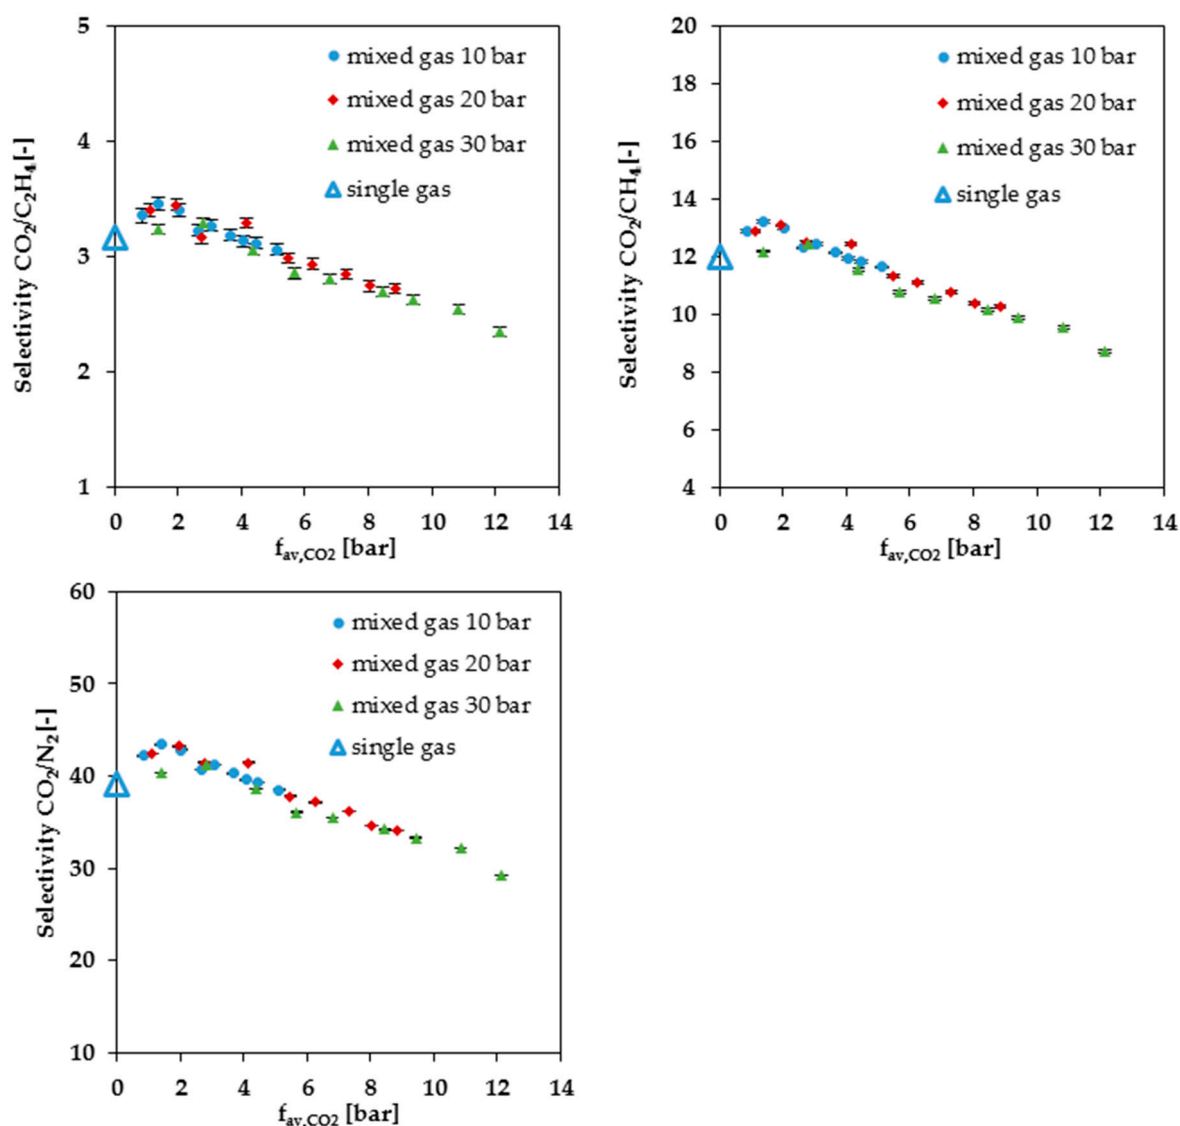 5
4
3
2
1
Selectivity CO₂/C₂H₄[-]
mixed gas 10 bar
mixed gas 20 bar
mixed gas 30 bar
single gas
0 2 4 6 8 10 12 14
f_av,CO2 [bar]
20
18
16
14
12
10
8
6
4
Selectivity CO₂/CH₄[-]
mixed gas 10 bar
mixed gas 20 bar
mixed gas 30 bar
single gas
0 2 4 6 8 10 12 14
f_av,CO2 [bar]
60
50
40
30
20
10
Selectivity CO₂/N₂[-]
mixed gas 10 bar
mixed gas 20 bar
mixed gas 30 bar
single gas
0 2 4 6 8 10 12 14
f_av,CO2 [bar]